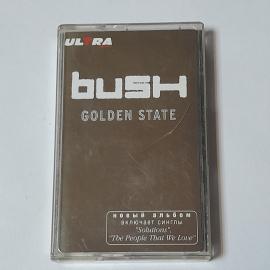 ULTRA
bush
GOLDEN STATE
новый альбом
включает синглы
"Solutions",
"The People That We Love"